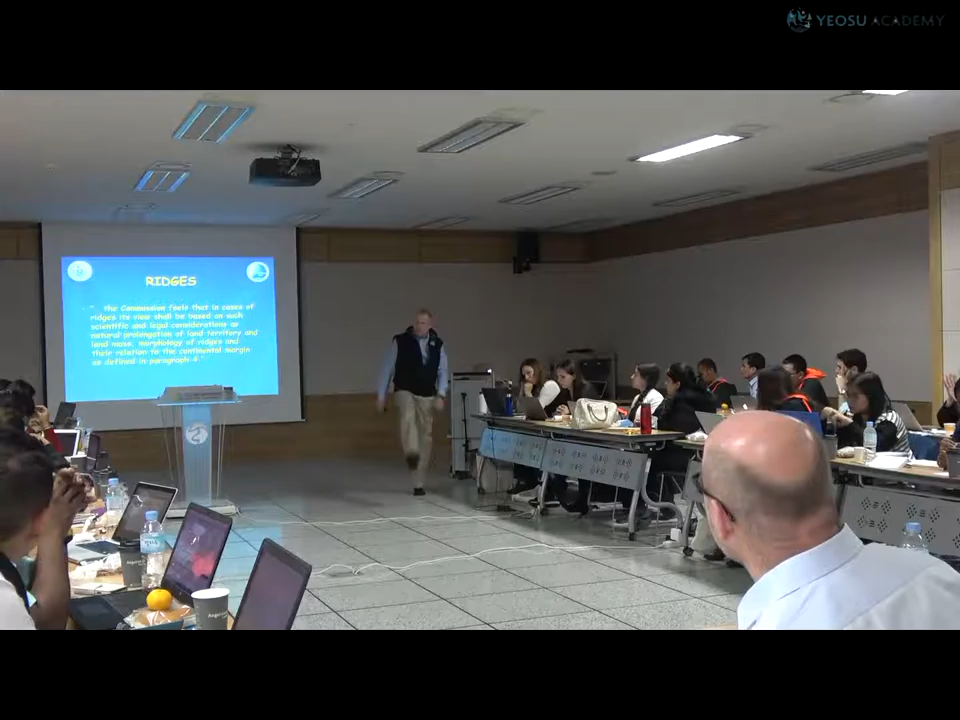 YEOSU ACADEMY
RIDGES
" the Commission feels that in cases of
ridges its view shall be based on such
scientific and legal considerations as
natural prolongation of land territory and
land mass, morphology of ridges and
their relation to the continental margin
as defined in paragraph 4."